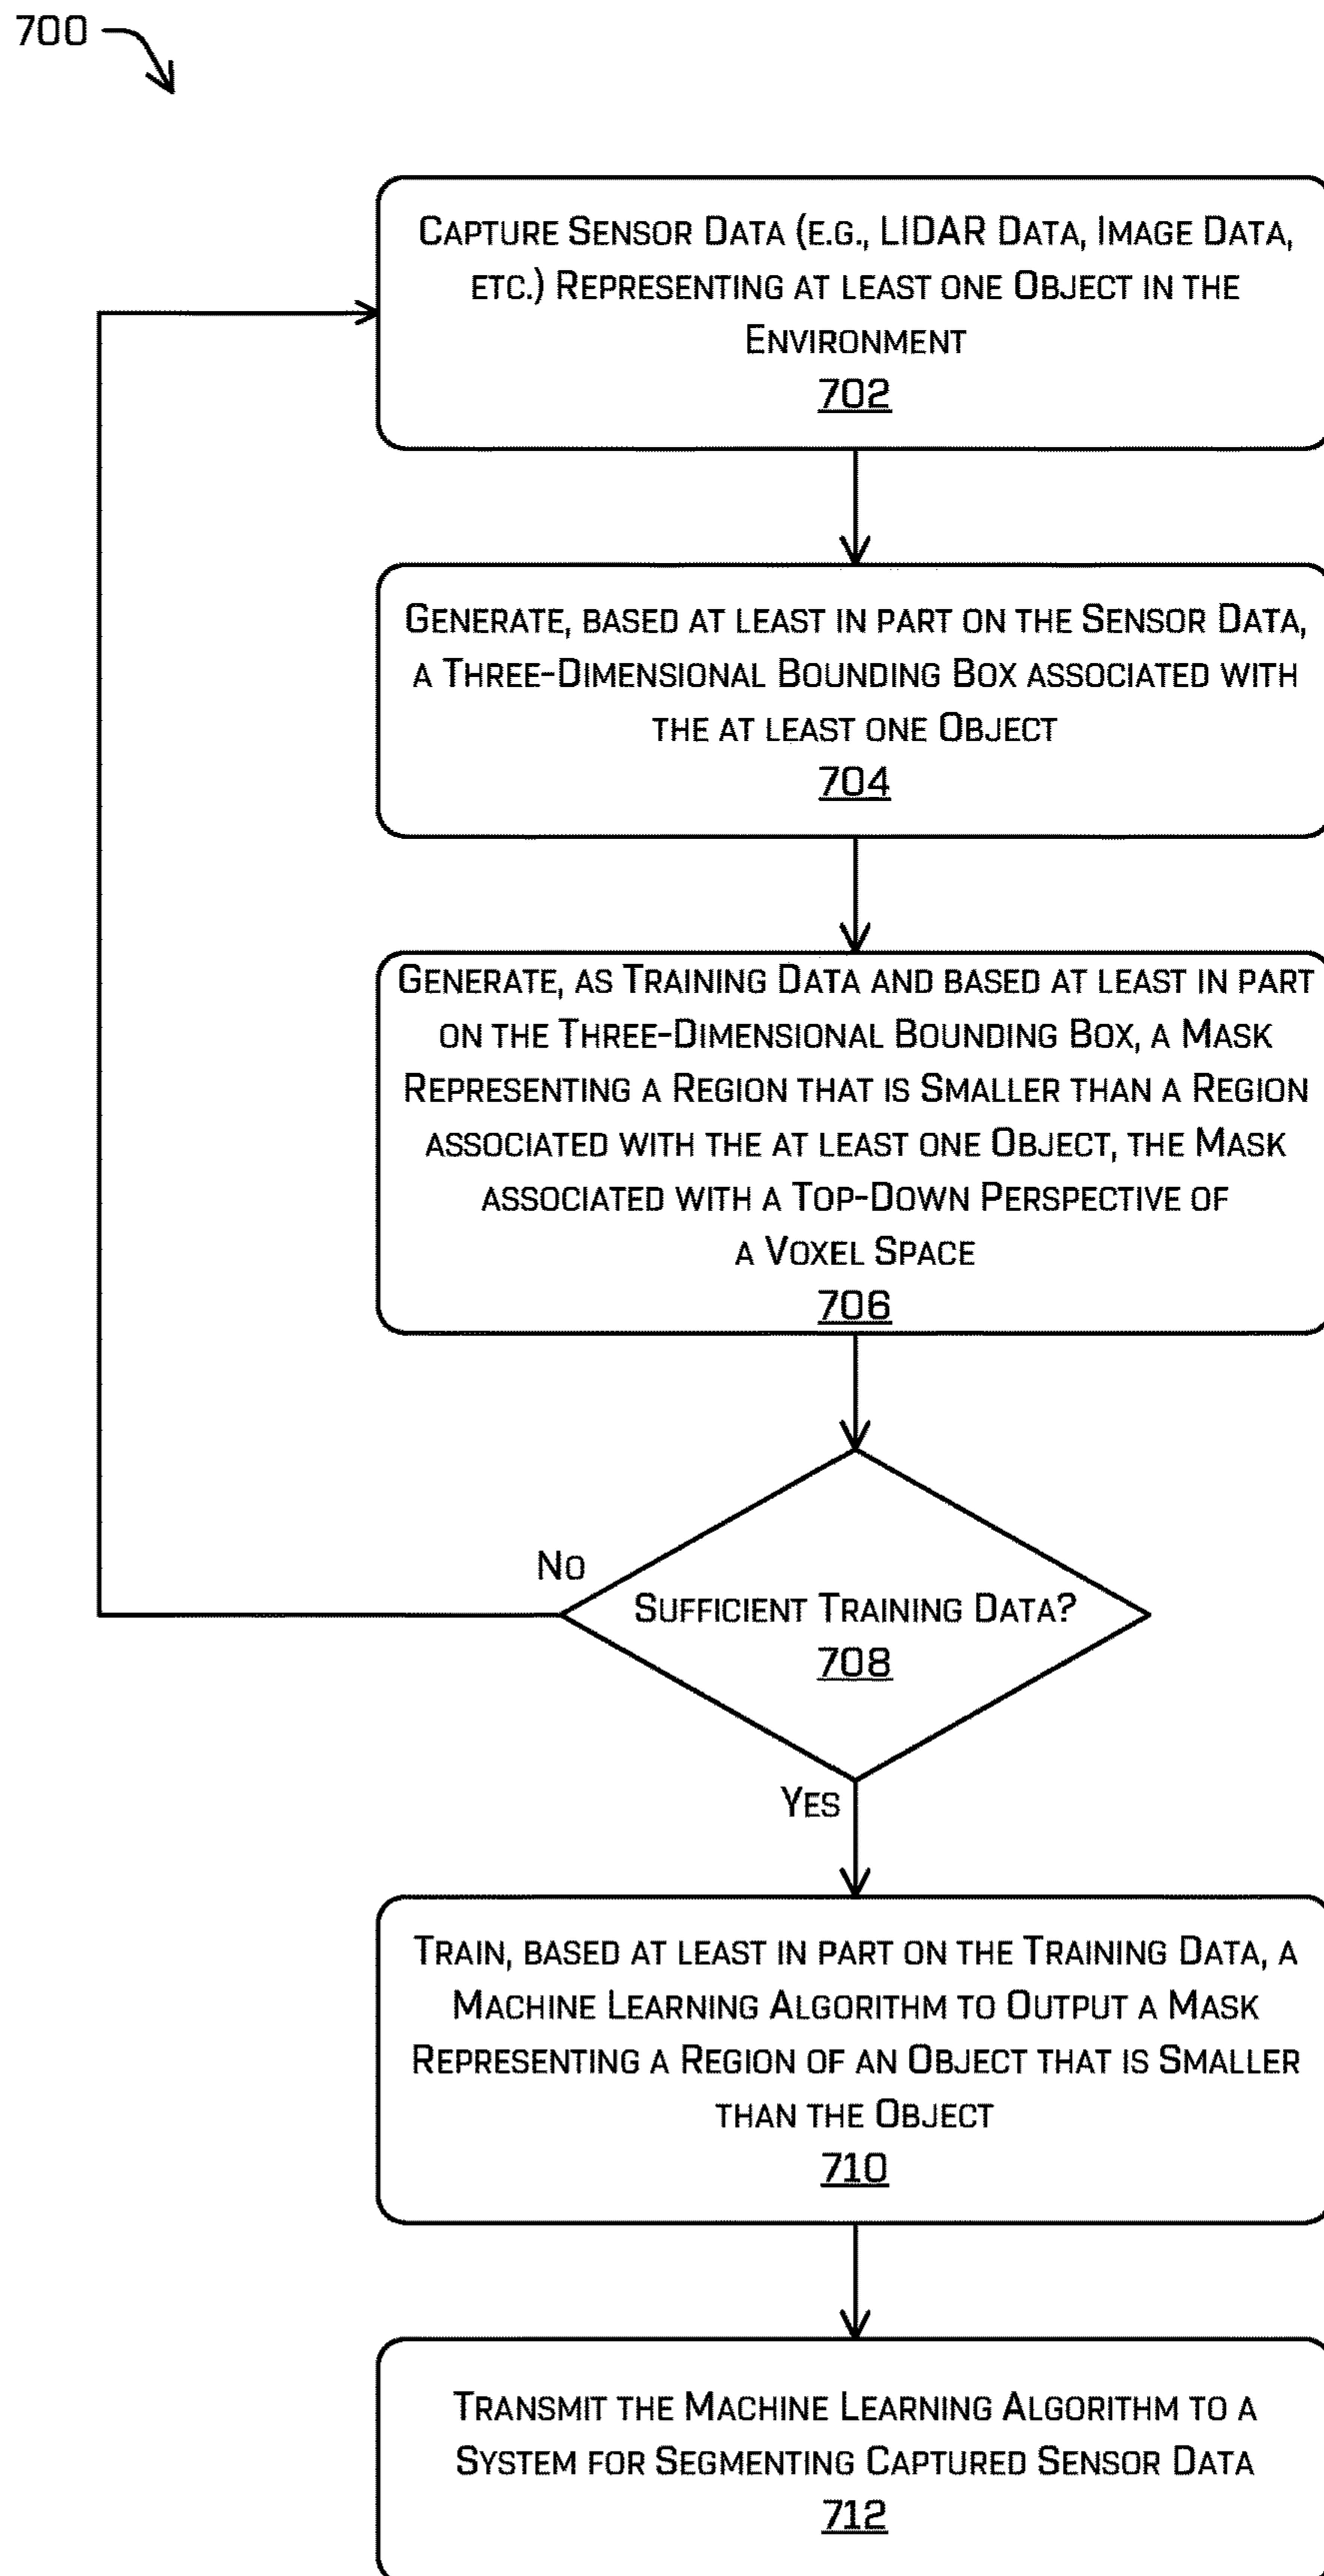 700
CAPTURE SENSOR DATA (E.G., LIDAR DATA, IMAGE DATA,
ETC.) REPRESENTING AT LEAST ONE OBJECT IN THE
ENVIRONMENT
702
GENERATE, BASED AT LEAST IN PART ON THE SENSOR DATA,
A THREE-DIMENSIONAL BOUNDING BOX ASSOCIATED WITH
THE AT LEAST ONE OBJECT
704
GENERATE, AS TRAINING DATA AND BASED AT LEAST IN PART
ON THE THREE-DIMENSIONAL BOUNDING BOX, A MASK
REPRESENTING A REGION THAT IS SMALLER THAN A REGION
ASSOCIATED WITH THE AT LEAST ONE OBJECT, THE MASK
ASSOCIATED WITH A TOP-DOWN PERSPECTIVE OF
A VOXEL SPACE
706
NO
SUFFICIENT TRAINING DATA?
708
YES
TRAIN, BASED AT LEAST IN PART ON THE TRAINING DATA, A
MACHINE LEARNING ALGORITHM TO OUTPUT A MASK
REPRESENTING A REGION OF AN OBJECT THAT IS SMALLER
THAN THE OBJECT
710
TRANSMIT THE MACHINE LEARNING ALGORITHM TO A
SYSTEM FOR SEGMENTING CAPTURED SENSOR DATA
712